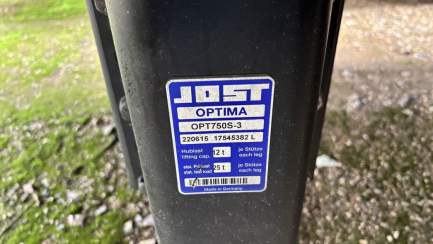 JOST
OPTIMA
OPT750S-3
220615 17545382 L
Hublast 12 t je Stütze
lifting cap. each leg
stat. Prüflast 25 t je Stütze
stat. test load each leg
Made in Germany